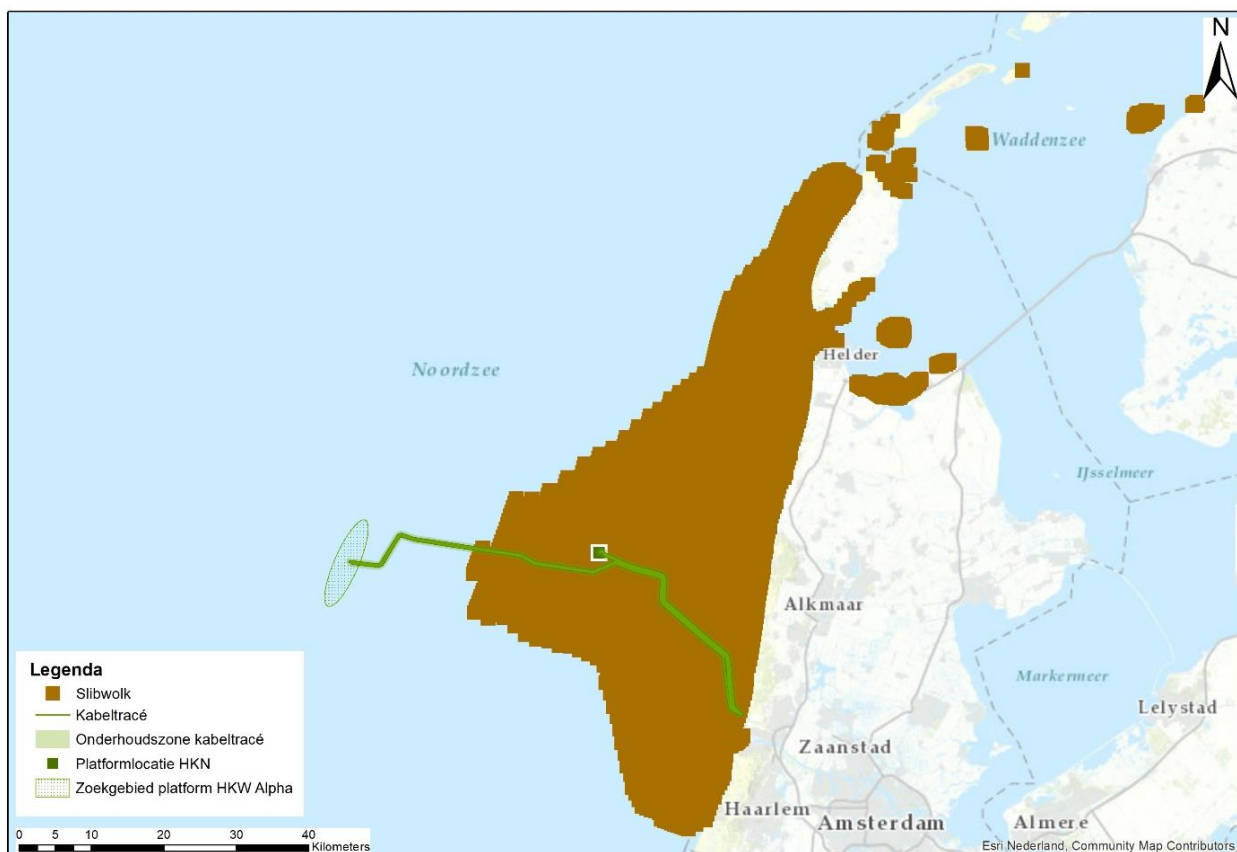 N
Waddenzee
Noordzee
Helder
IJsselmeer
Alkmaar
Markermeer
Lelystad
Zaanstad
Haarlem
Amsterdam
Almere
Legenda
Slibwolk
Kabeltracé
Onderhoudszone kabeltracé
Platformlocatie HKN
Zoekgebied platform HKW Alpha
0 5 10 20 30 40
Kilometers
Esri Nederland, Community Map Contributors